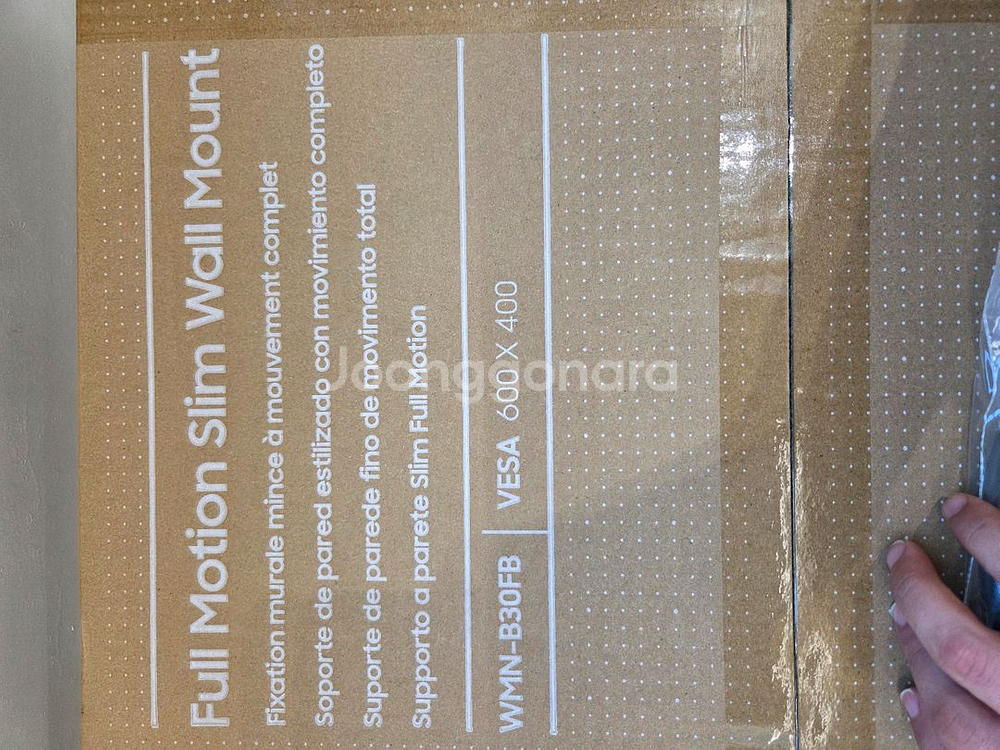 Full Motion Slim Wall Mount
Fixation murale mince à mouvement complet
Soporte de pared estilizado con movimiento completo
Suporte de parede fino de movimento total
Supporto a parete Slim Full Motion
WMN-B30FB VESA 600 X 400
Joongonara